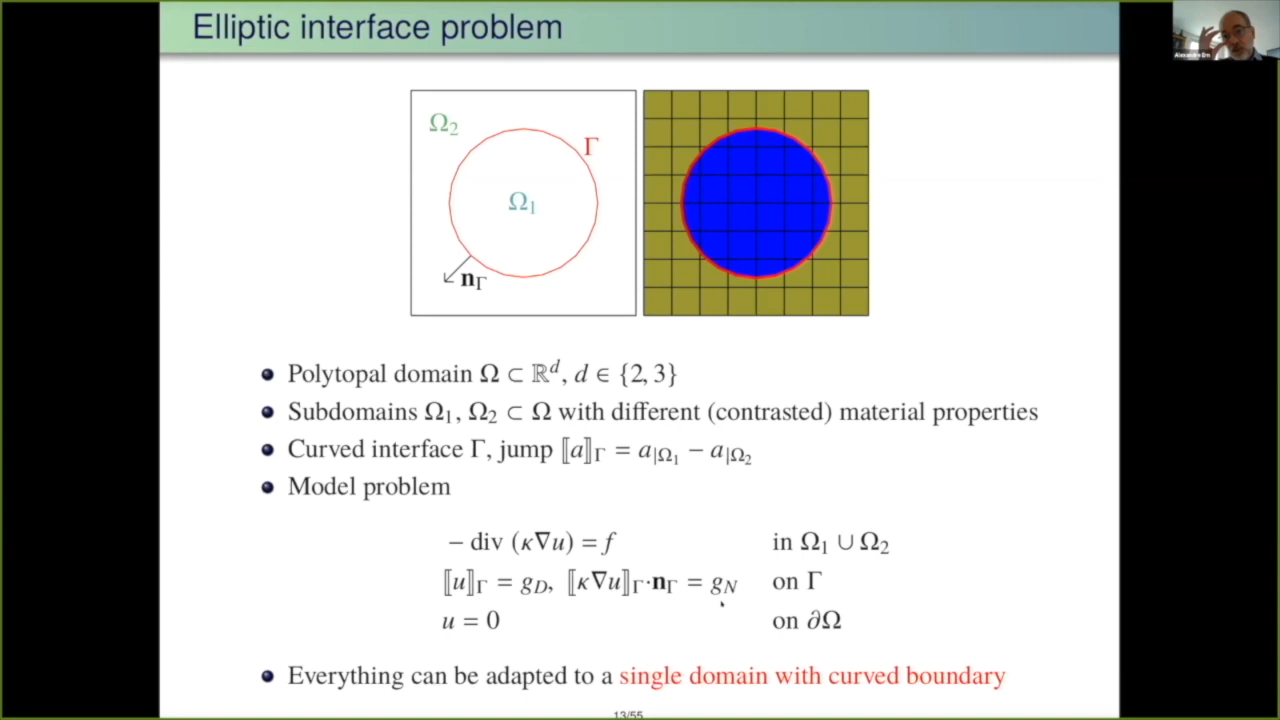 Elliptic interface problem
Alexandre Ern
Ω₂
Γ
Ω₁
n_Γ
Polytopal domain Ω ⊂ ℝ^d, d ∈ {2, 3}
Subdomains Ω₁, Ω₂ ⊂ Ω with different (contrasted) material properties
Curved interface Γ, jump ⟦a⟧_Γ = a_{|Ω₁} − a_{|Ω₂}
Model problem
− div (κ∇u) = f in Ω₁ ∪ Ω₂
⟦u⟧_Γ = g_D, ⟦κ∇u⟧_Γ·n_Γ = g_N on Γ
u = 0 on ∂Ω
Everything can be adapted to a single domain with curved boundary
13/55